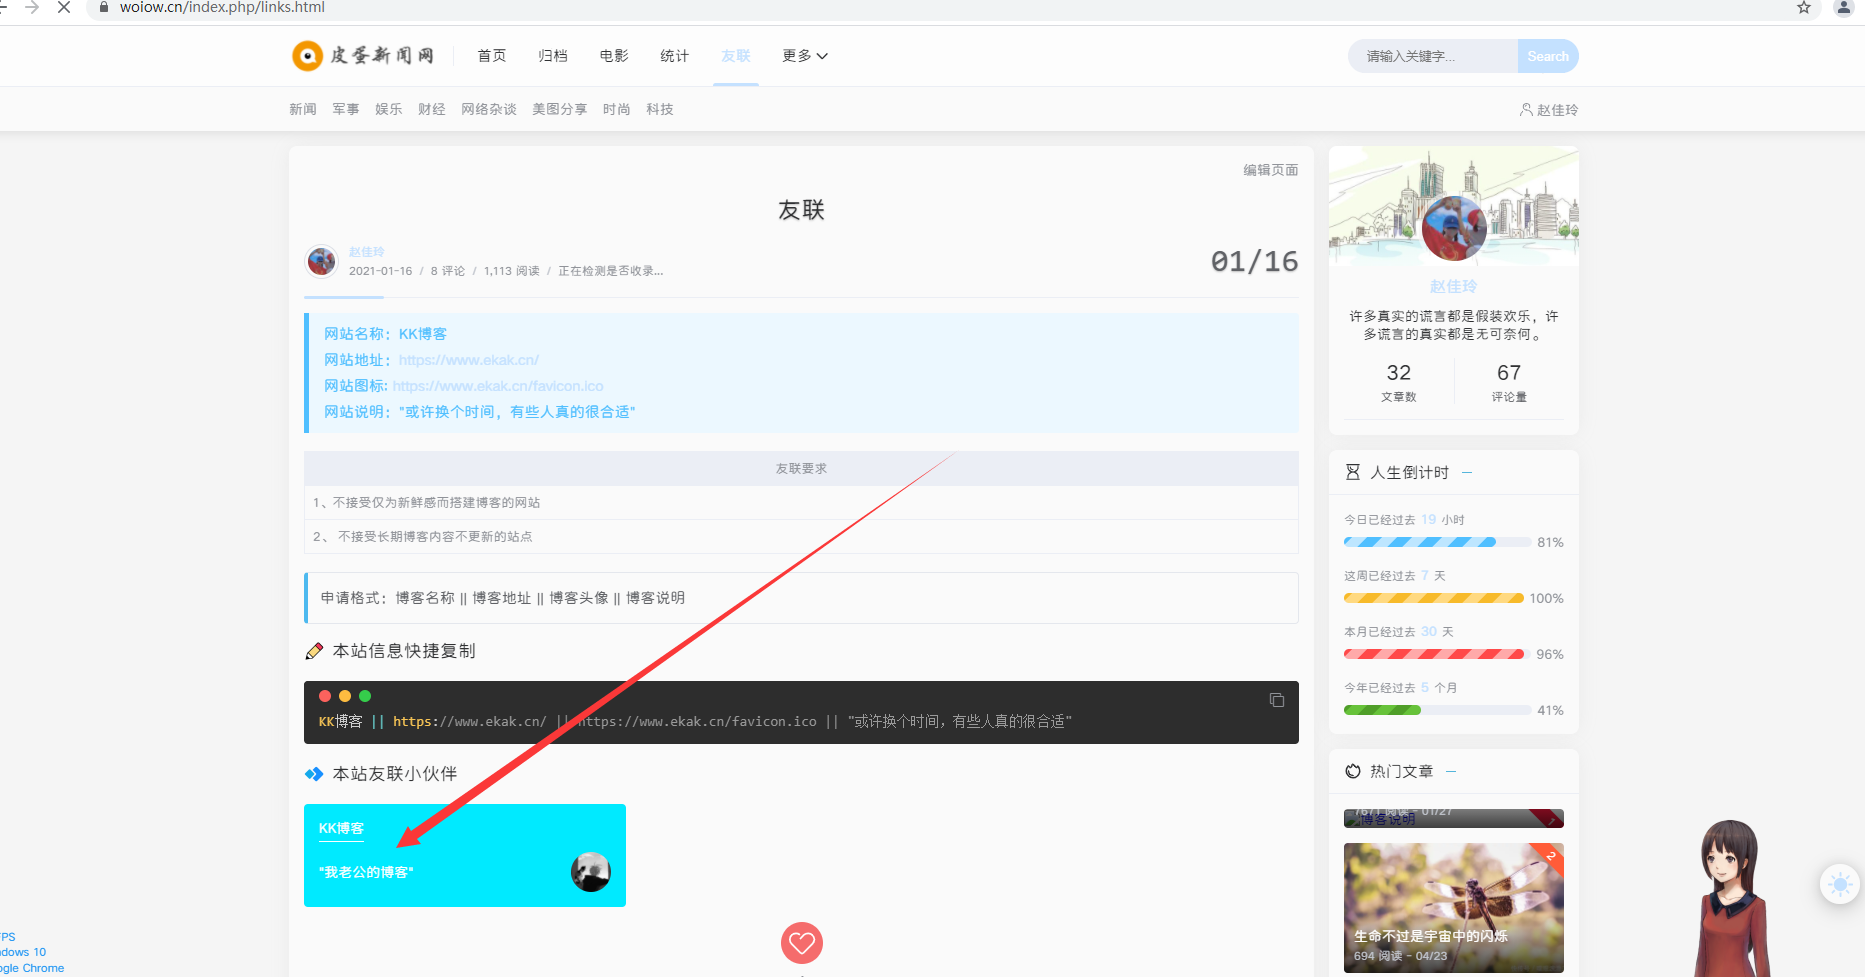 woiow.cn/index.php/links.html
皮蛋新闻网
首页 归档 电影 统计 友联 更多
请输入关键字... Search
新闻 军事 娱乐 财经 网络杂谈 美图分享 时尚 科技
赵佳玲
编辑页面
友联
赵佳玲
2021-01-16 / 8 评论 / 1,113 阅读 / 正在检测是否收录...
01/16
网站名称：KK博客
网站地址：https://www.ekak.cn/
网站图标: https://www.ekak.cn/favicon.ico
网站说明："或许换个时间，有些人真的很合适"
友联要求
1、不接受仅为新鲜感而搭建博客的网站
2、 不接受长期博客内容不更新的站点
申请格式：博客名称 || 博客地址 || 博客头像 || 博客说明
本站信息快捷复制
KK博客 || https://www.ekak.cn/ || https://www.ekak.cn/favicon.ico || "或许换个时间，有些人真的很合适"
本站友联小伙伴
KK博客
"我老公的博客"
赵佳玲
许多真实的谎言都是假装欢乐，许
多谎言的真实都是无可奈何。
32 67
文章数 评论量
人生倒计时
今日已经过去 19 小时
81%
这周已经过去 7 天
100%
本月已经过去 30 天
96%
今年已经过去 5 个月
41%
热门文章
7671 阅读 - 01/27
博客说明
1
2
生命不过是宇宙中的闪烁
694 阅读 - 04/23
FPS
ndows 10
ogle Chrome